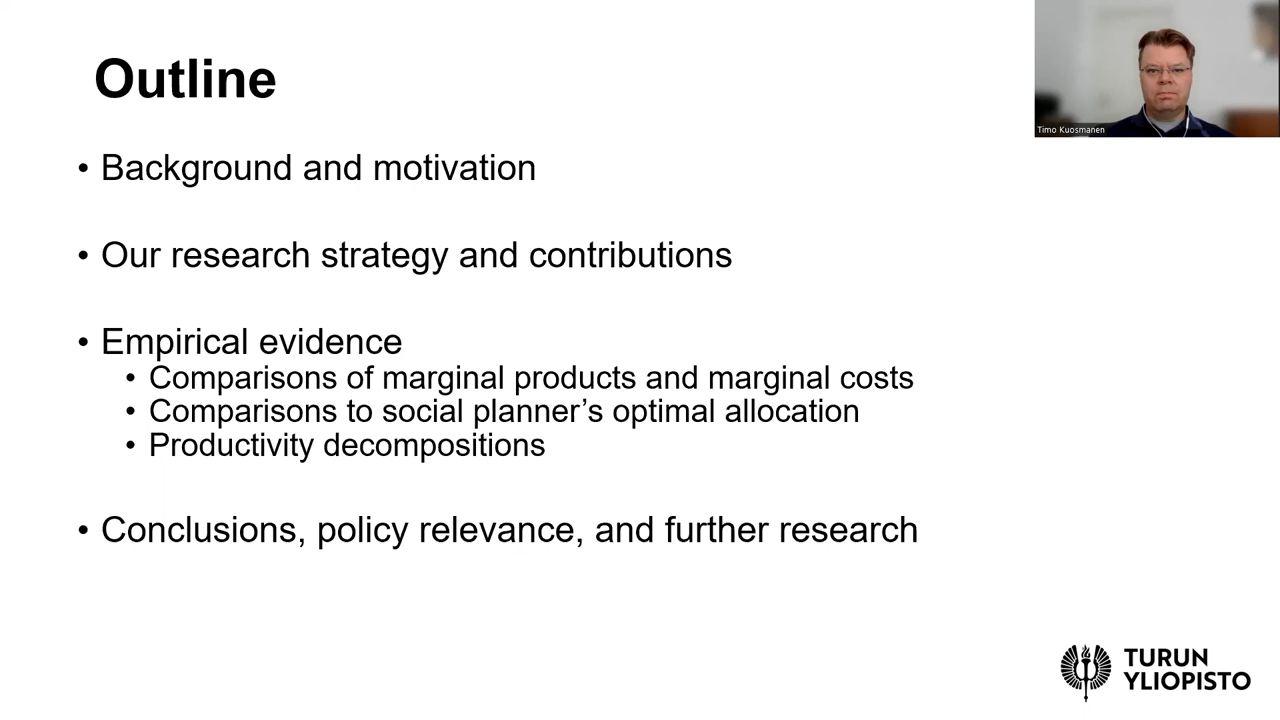 Outline
Timo Kuosmanen
• Background and motivation
• Our research strategy and contributions
• Empirical evidence
• Comparisons of marginal products and marginal costs
• Comparisons to social planner’s optimal allocation
• Productivity decompositions
• Conclusions, policy relevance, and further research
TURUN
YLIOPISTO